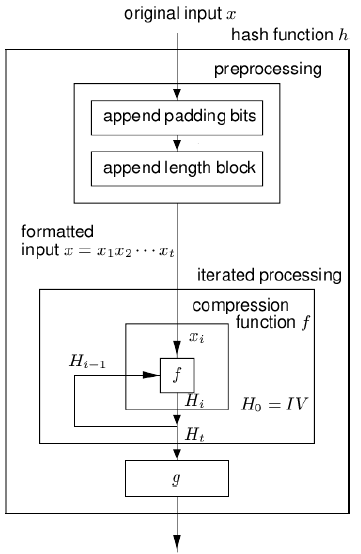 original input x
hash function h
preprocessing
append padding bits
append length block
formatted
input x = x₁x₂···xₜ
iterated processing
compression
function f
xᵢ
Hᵢ₋₁
f
Hᵢ
H₀ = IV
Hₜ
g